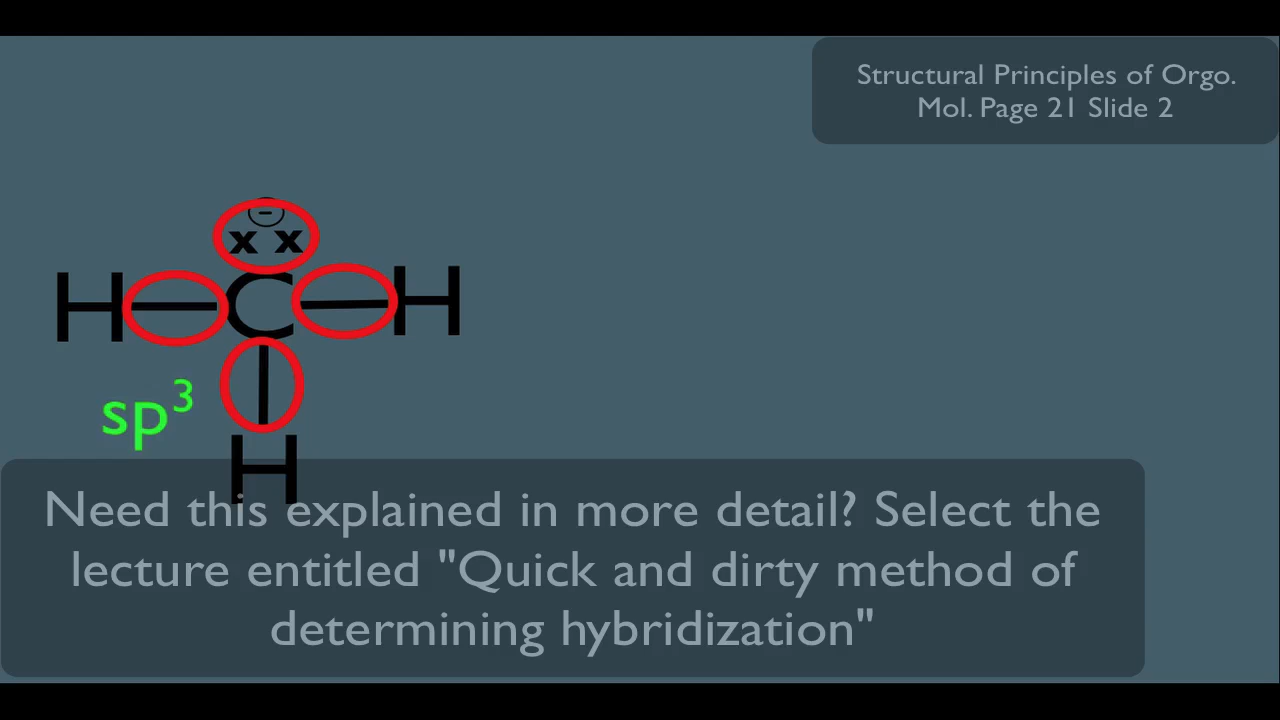 Structural Principles of Orgo.
Mol. Page 21 Slide 2
−
x x
H C H
sp³
H
Need this explained in more detail? Select the
lecture entitled "Quick and dirty method of
determining hybridization"